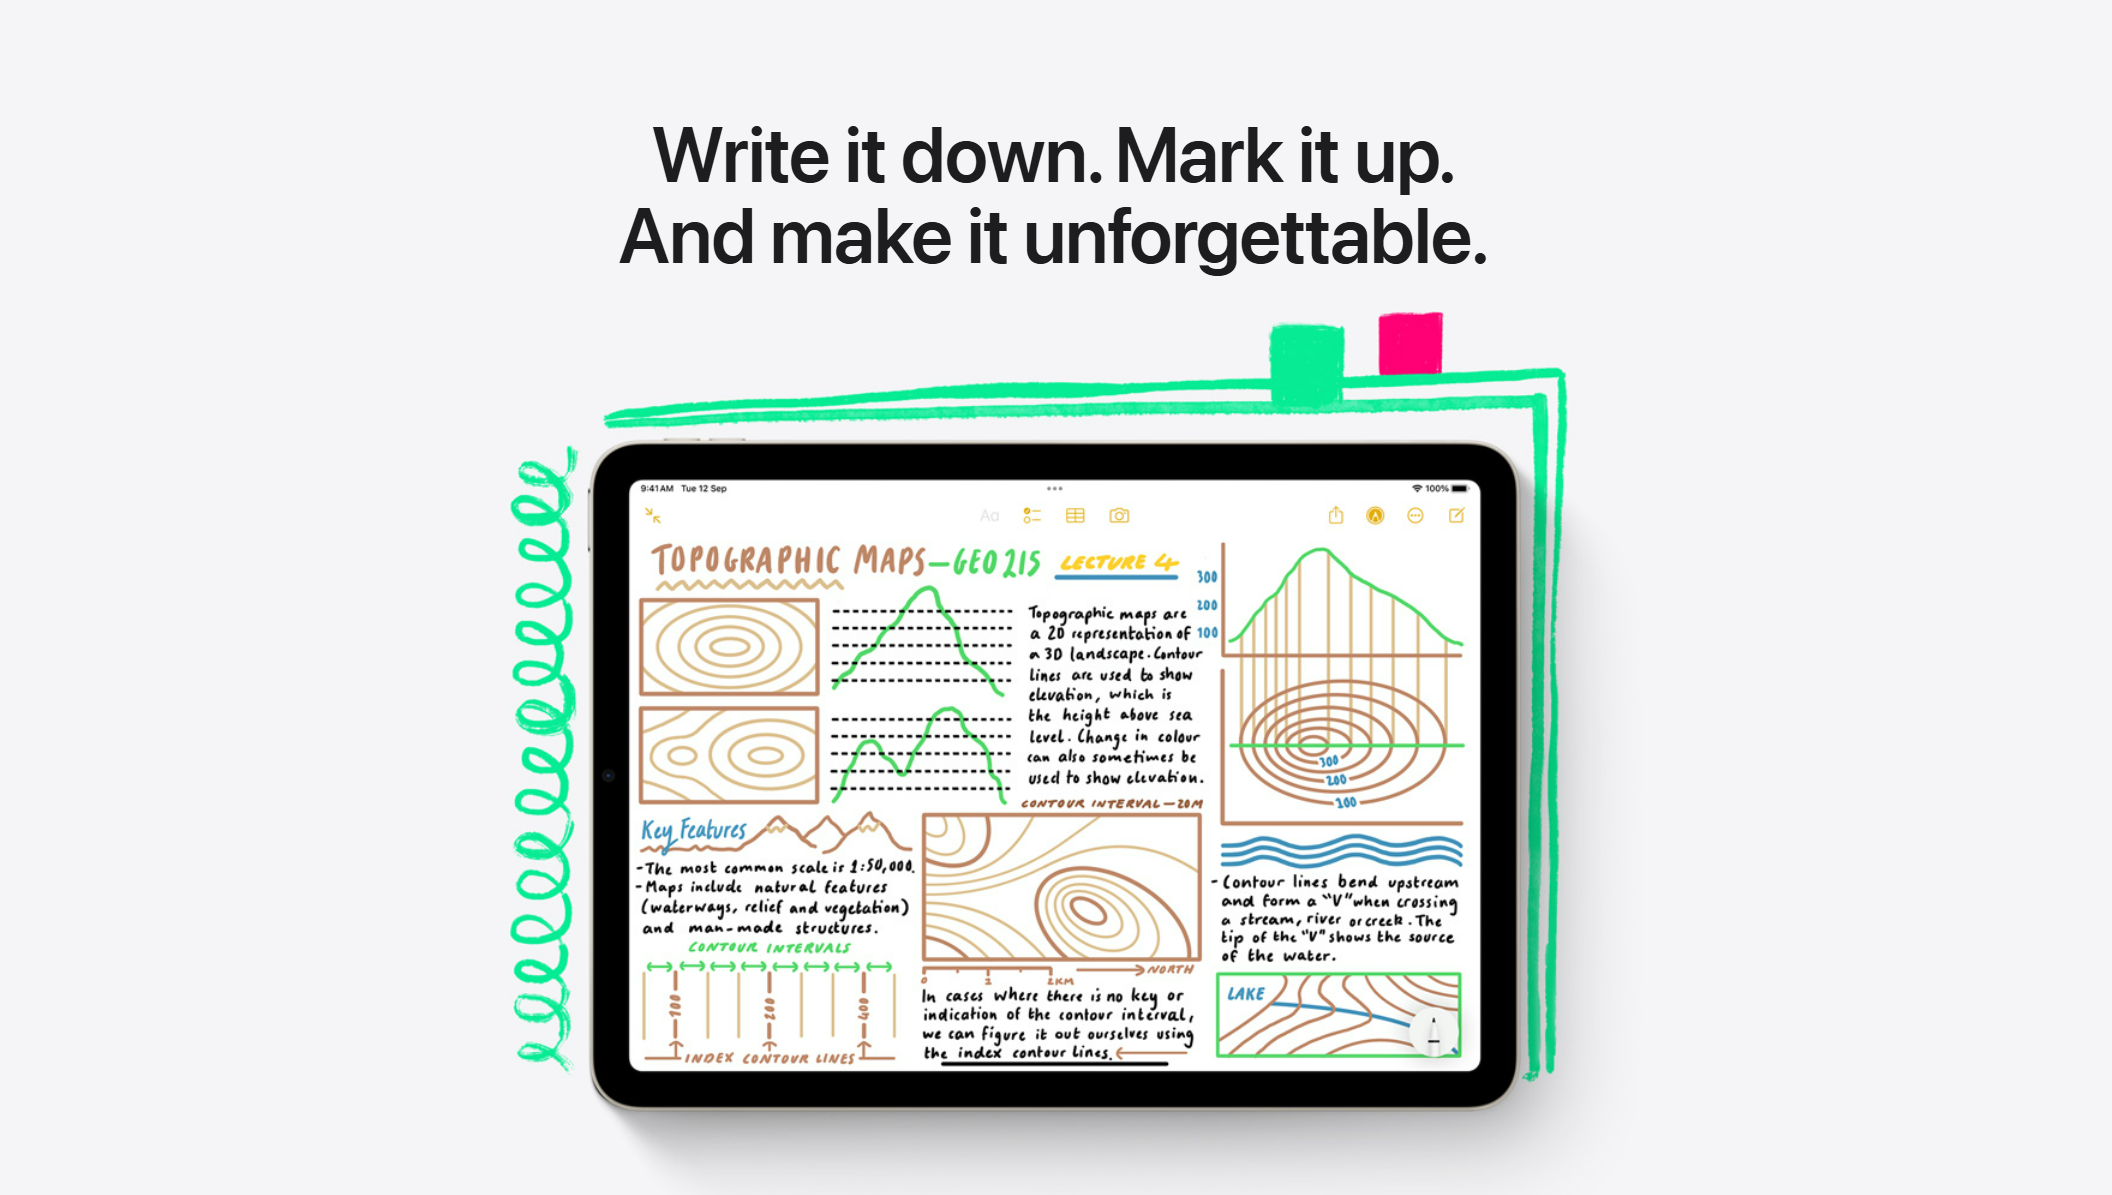 Write it down. Mark it up.
And make it unforgettable.
9:41 AM Tue 12 Sep
100%
Aa
TOPOGRAPHIC MAPS—GEO 215 LECTURE 4
Topographic maps are
a 2D representation of
a 3D landscape. Contour
lines are used to show
elevation, which is
the height above sea
level. Change in colour
can also sometimes be
used to show elevation.
300
200
100
300
200
100
Key Features
-The most common scale is 1:50,000.
-Maps include natural features
(waterways, relief and vegetation)
and man-made structures.
CONTOUR INTERVALS
100
200
400
INDEX CONTOUR LINES
CONTOUR INTERVAL—20M
0 1 2KM
NORTH
In cases where there is no key or
indication of the contour interval,
we can figure it out ourselves using
the index contour lines.
-Contour lines bend upstream
and form a "V" when crossing
a stream, river or creek. The
tip of the "V" shows the source
of the water.
LAKE